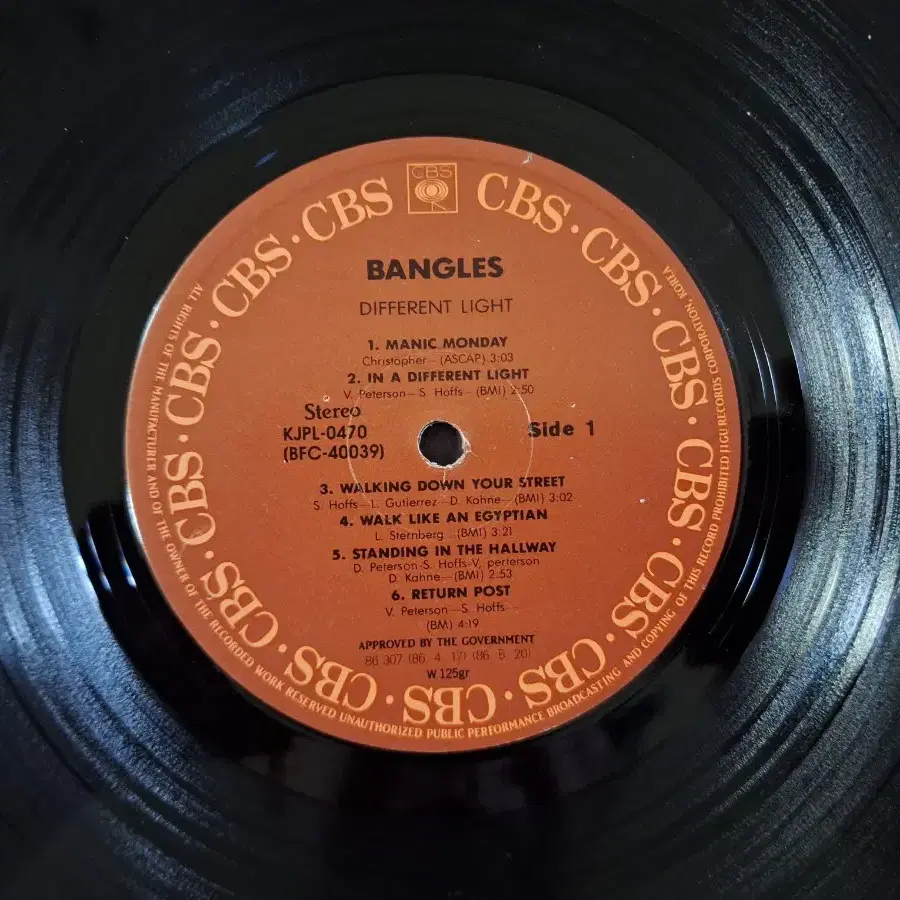 CBS
CBS · CBS · CBS · CBS · CBS · CBS · CBS · CBS · CBS · CBS · CBS · CBS · CBS · CBS
BANGLES
DIFFERENT LIGHT
1. MANIC MONDAY
Christopher—(ASCAP) 3:03
2. IN A DIFFERENT LIGHT
V. Peterson—S. Hoffs—(BMI) 2:50
Stereo
KJPL-0470
(BFC-40039)
Side 1
3. WALKING DOWN YOUR STREET
S. Hoffs—L. Gutierrez—D. Kahne—(BMI) 3:02
4. WALK LIKE AN EGYPTIAN
L. Sternberg—(BMI) 3:21
5. STANDING IN THE HALLWAY
D. Peterson-S. Hoffs-V. perterson
D. Kahne—(BMI) 2:53
6. RETURN POST
V. Peterson—S. Hoffs-
(BM) 4:19
APPROVED BY THE GOVERNMENT
86 307 (86. 4. 17) (86. 5. 20)
W 125gr
ALL RIGHTS OF THE MANUFACTURER AND OF THE OWNER OF THE RECORDED WORK RESERVED UNAUTHORIZED PUBLIC PERFORMANCE BROADCASTING AND COPYING OF THIS RECORD PROHIBITED JIGU RECORDS CORPORATION, KOREA